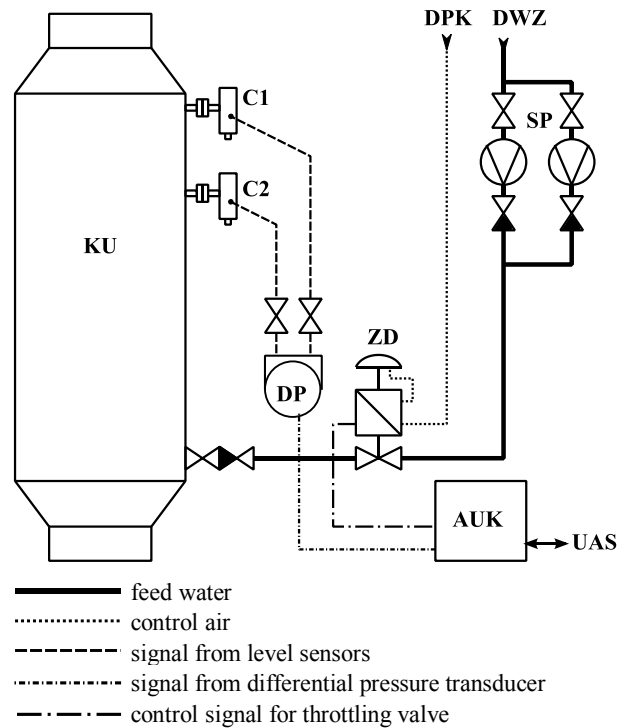 DPK DWZ
C1
SP
C2
KU
ZD
DP
AUK
UAS
feed water
control air
signal from level sensors
signal from differential pressure transducer
control signal for throttling valve